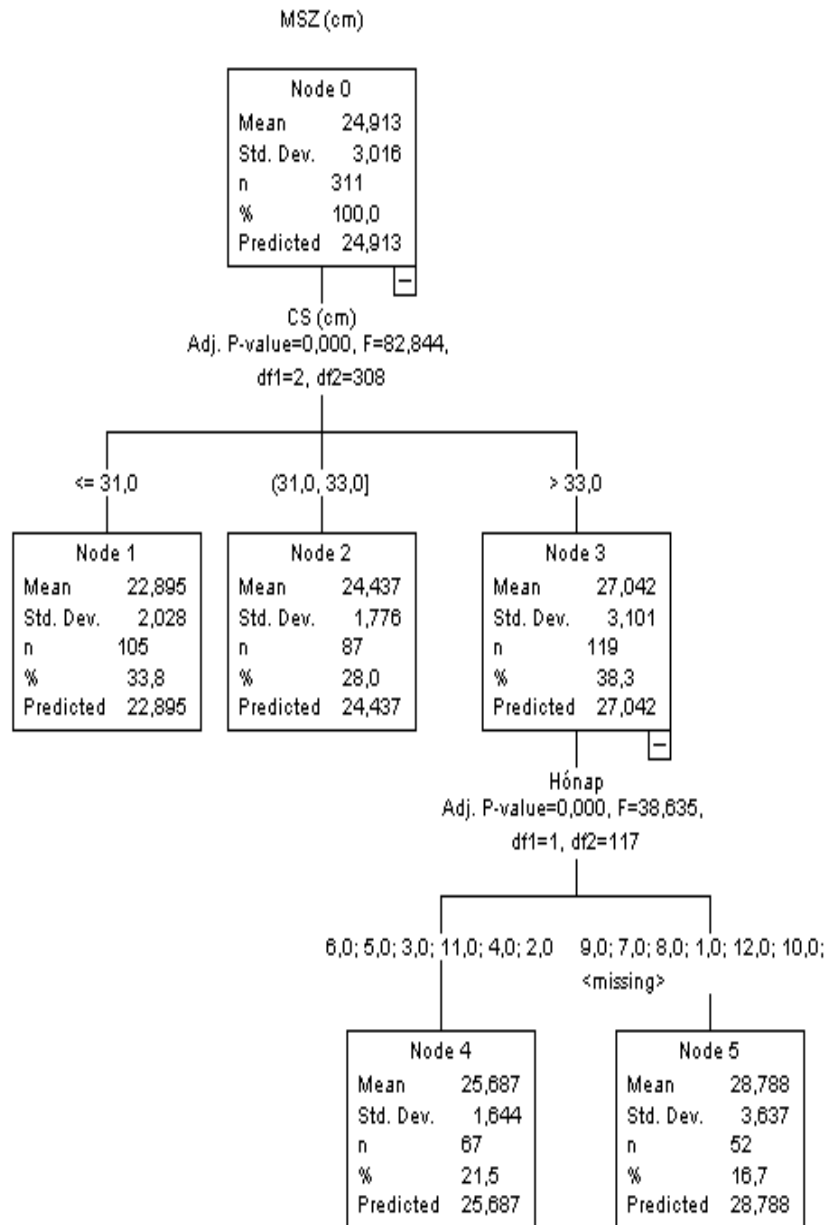 MSZ (cm)
Node 0
Mean 24,913
Std. Dev. 3,016
n 311
% 100,0
Predicted 24,913
CS (cm)
Adj. P-value=0,000, F=82,844,
df1=2, df2=308
<= 31,0
(31,0, 33,0]
> 33,0
Node 1
Mean 22,895
Std. Dev. 2,028
n 105
% 33,8
Predicted 22,895
Node 2
Mean 24,437
Std. Dev. 1,776
n 87
% 28,0
Predicted 24,437
Node 3
Mean 27,042
Std. Dev. 3,101
n 119
% 38,3
Predicted 27,042
Hónap
Adj. P-value=0,000, F=38,635,
df1=1, df2=117
6,0; 5,0; 3,0; 11,0; 4,0; 2,0
9,0; 7,0; 8,0; 1,0; 12,0; 10,0;
<missing>
Node 4
Mean 25,687
Std. Dev. 1,644
n 67
% 21,5
Predicted 25,687
Node 5
Mean 28,788
Std. Dev. 3,637
n 52
% 16,7
Predicted 28,788